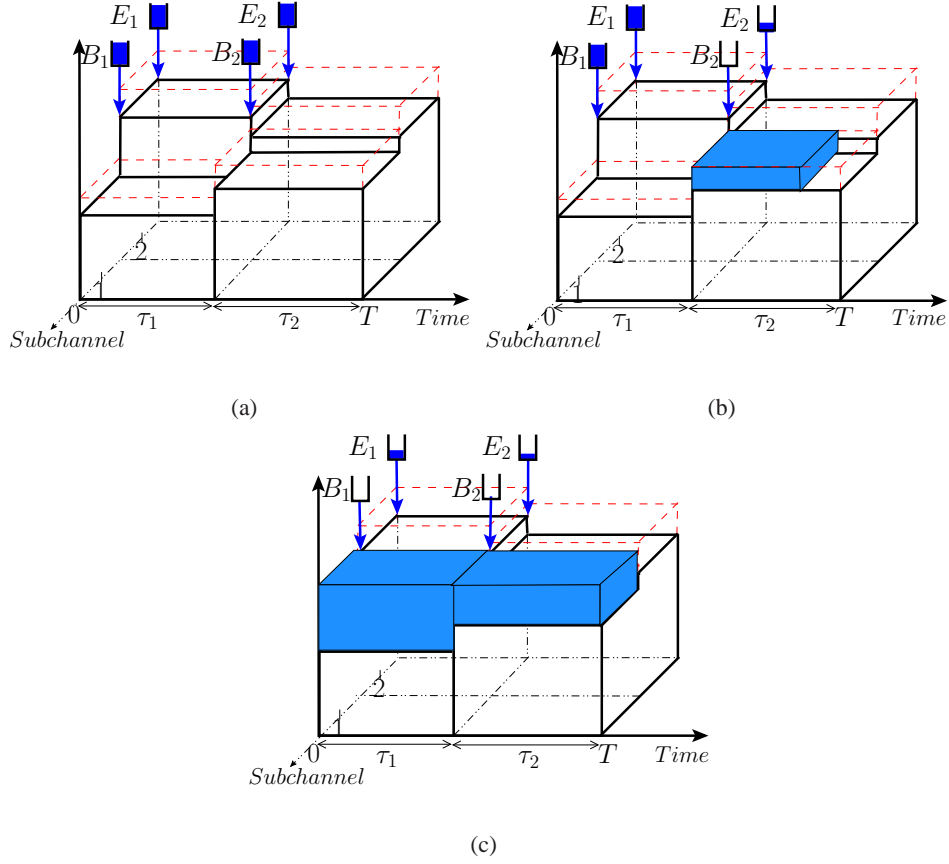 E₁ E₂
B₁ B₂
2
1
0 τ₁ τ₂ T Time
Subchannel
(a)
E₁ E₂
B₁ B₂
2
1
0 τ₁ τ₂ T Time
Subchannel
(b)
E₁ E₂
B₁ B₂
2
1
0 τ₁ τ₂ T Time
Subchannel
(c)